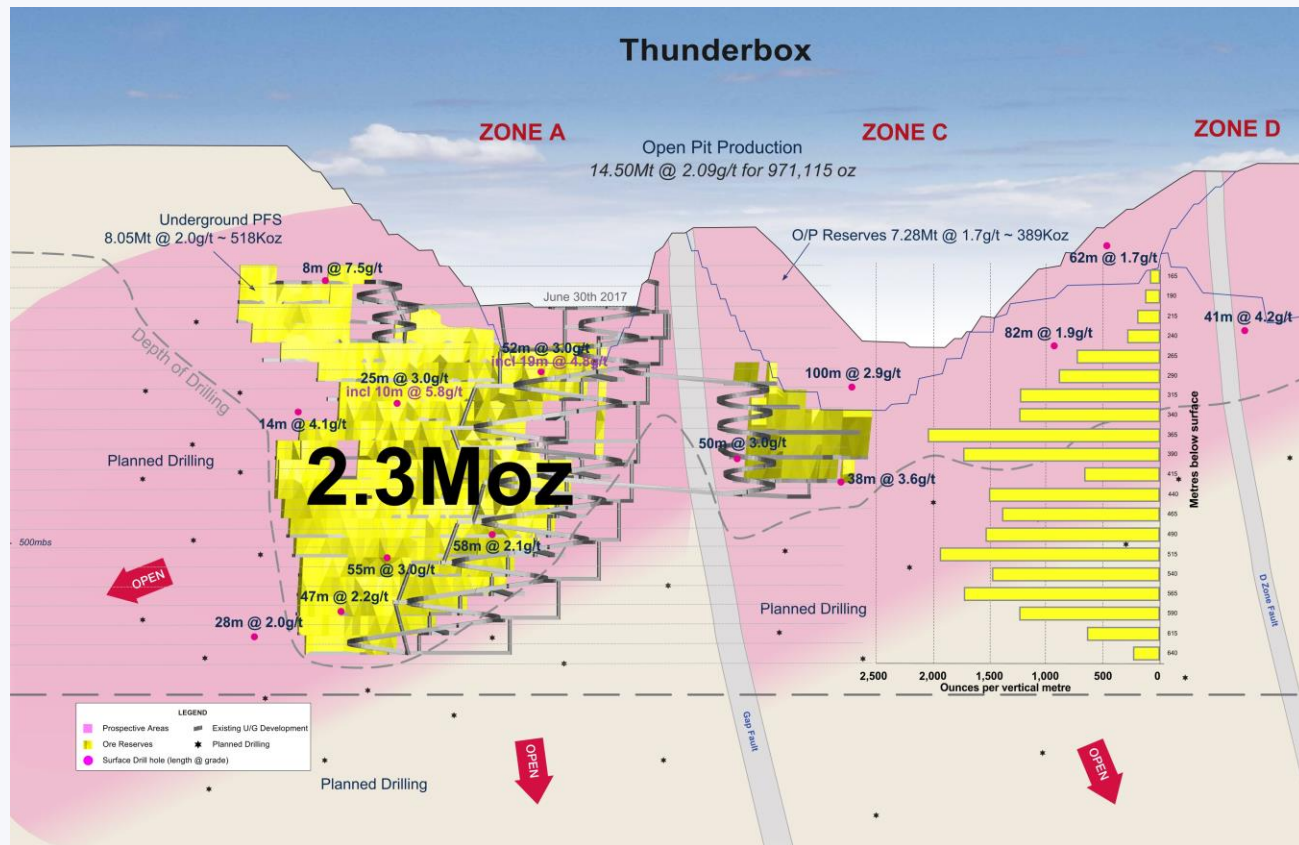 Thunderbox
ZONE A
ZONE C
ZONE D
Open Pit Production
14.50Mt @ 2.09g/t for 971,115 oz
Underground PFS
8.05Mt @ 2.0g/t ~ 518Koz
O/P Reserves 7.28Mt @ 1.7g/t ~ 389Koz
62m @ 1.7g/t
8m @ 7.5g/t
June 30th 2017
41m @ 4.2g/t
82m @ 1.9g/t
52m @ 3.0g/t
incl 19m @ 4.8g/t
25m @ 3.0g/t
incl 10m @ 5.8g/t
100m @ 2.9g/t
14m @ 4.1g/t
Depth of Drilling
Planned Drilling
2.3Moz
50m @ 3.0g/t
38m @ 3.6g/t
500mbs
58m @ 2.1g/t
55m @ 3.0g/t
OPEN
47m @ 2.2g/t
28m @ 2.0g/t
Planned Drilling
165
190
215
240
265
290
315
340
365
390
415
440
465
490
515
540
565
590
615
640
Metres below surface
2,500 2,000 1,500 1,000 500 0
Ounces per vertical metre
D Zone Fault
Gap Fault
LEGEND
Prospective Areas
Existing U/G Development
Ore Reserves
Planned Drilling
Surface Drill hole (length @ grade)
Planned Drilling
OPEN
OPEN